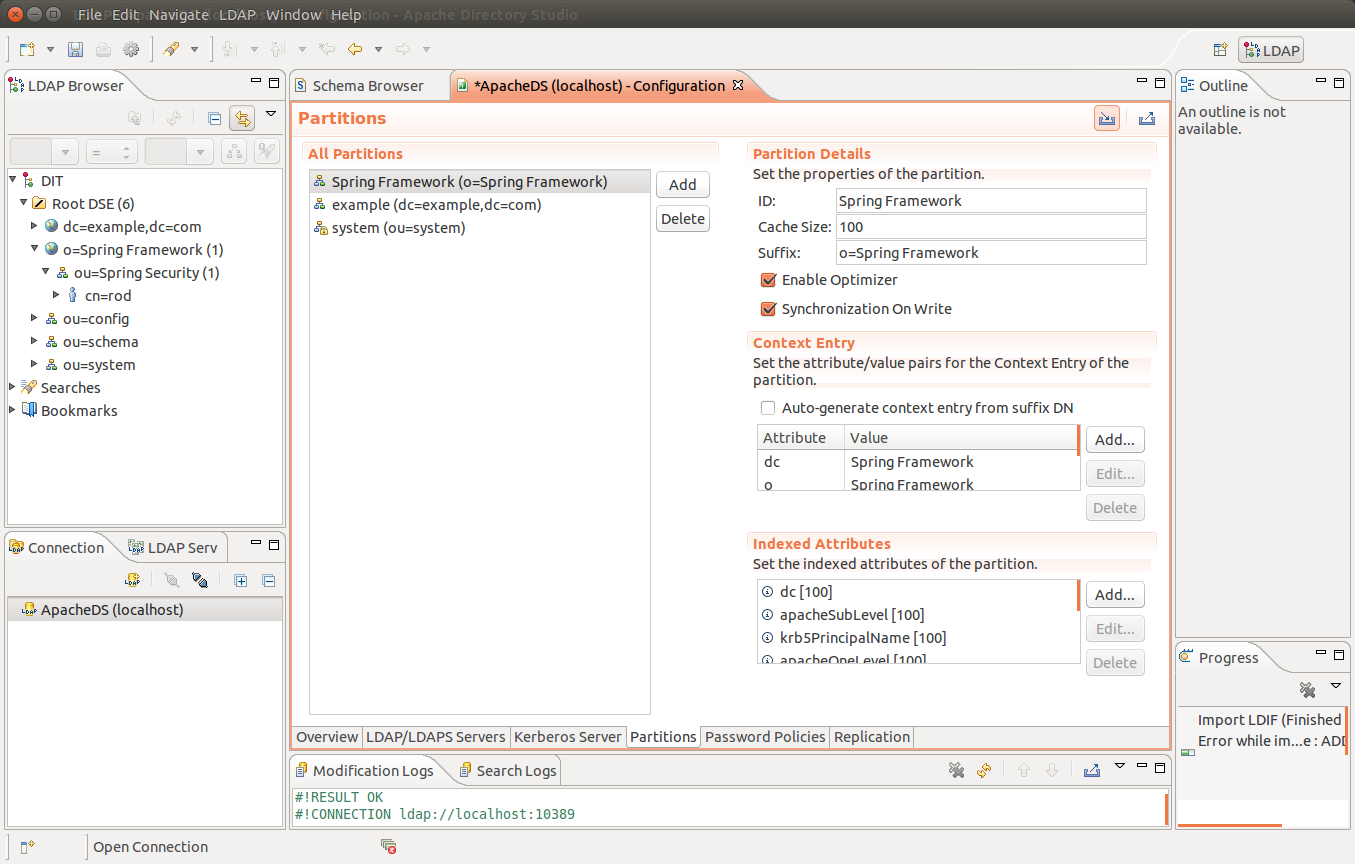 File Edit Navigate LDAP Window Help
- Apache Directory Studio
LDAP
LDAP Browser
=
DIT
Root DSE (6)
dc=example,dc=com
o=Spring Framework (1)
ou=Spring Security (1)
cn=rod
ou=config
ou=schema
ou=system
Searches
Bookmarks
Connection
LDAP Serv
ApacheDS (localhost)
Schema Browser
*ApacheDS (localhost) - Configuration
Partitions
All Partitions
Spring Framework (o=Spring Framework)
example (dc=example,dc=com)
system (ou=system)
Add
Delete
Partition Details
Set the properties of the partition.
ID: Spring Framework
Cache Size: 100
Suffix: o=Spring Framework
Enable Optimizer
Synchronization On Write
Context Entry
Set the attribute/value pairs for the Context Entry of the
partition.
Auto-generate context entry from suffix DN
Attribute Value
dc Spring Framework
o Spring Framework
Add...
Edit...
Delete
Indexed Attributes
Set the indexed attributes of the partition.
dc [100]
apacheSubLevel [100]
krb5PrincipalName [100]
apacheOneLevel [100]
Add...
Edit...
Delete
Overview LDAP/LDAPS Servers Kerberos Server Partitions Password Policies Replication
Modification Logs
Search Logs
#!RESULT OK
#!CONNECTION ldap://localhost:10389
Outline
An outline is not
available.
Progress
Import LDIF (Finished
Error while im...e : ADD
Open Connection